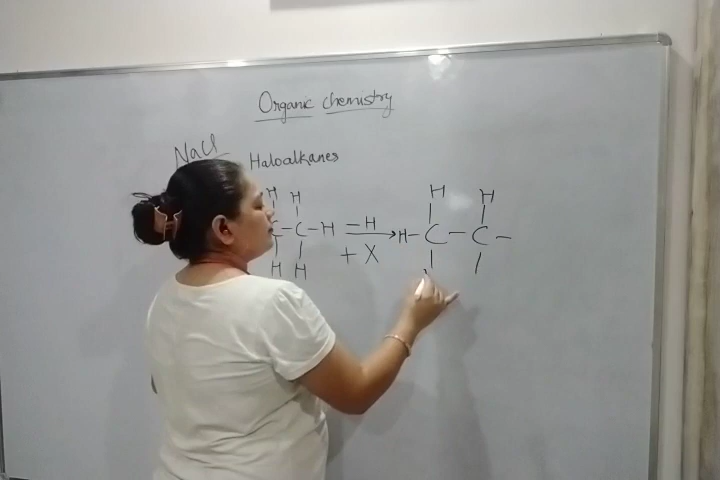 Organic chemistry
NaCl
Haloalkanes
H H H H
C-C-H -H → H-C-C-
+ X
H H